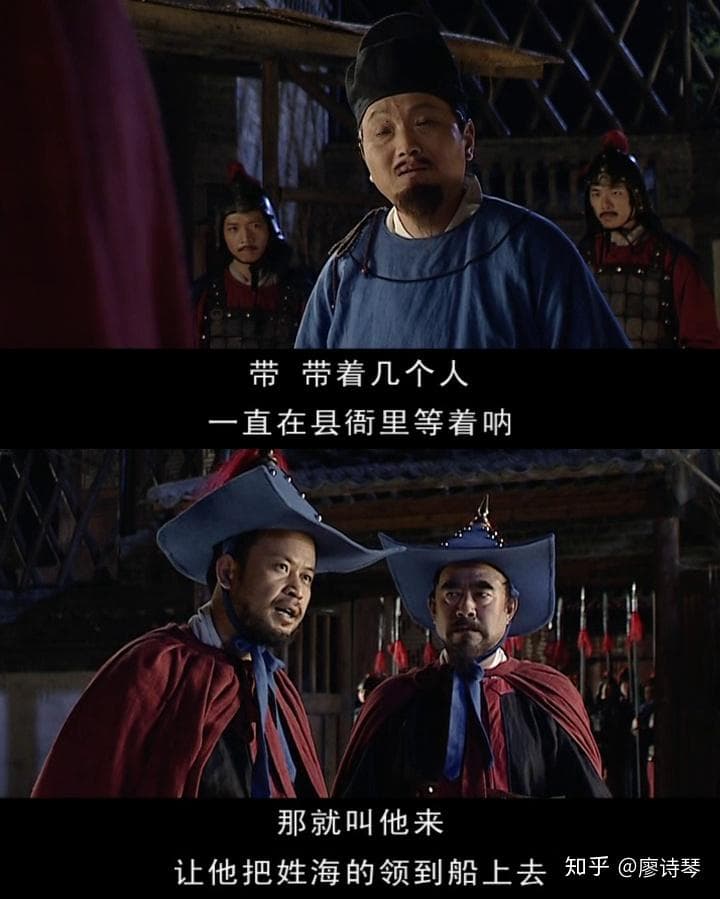 带 带着几个人
一直在县衙里等着呐
那就叫他来
让他把姓海的领到船上去
知乎 @廖诗琴